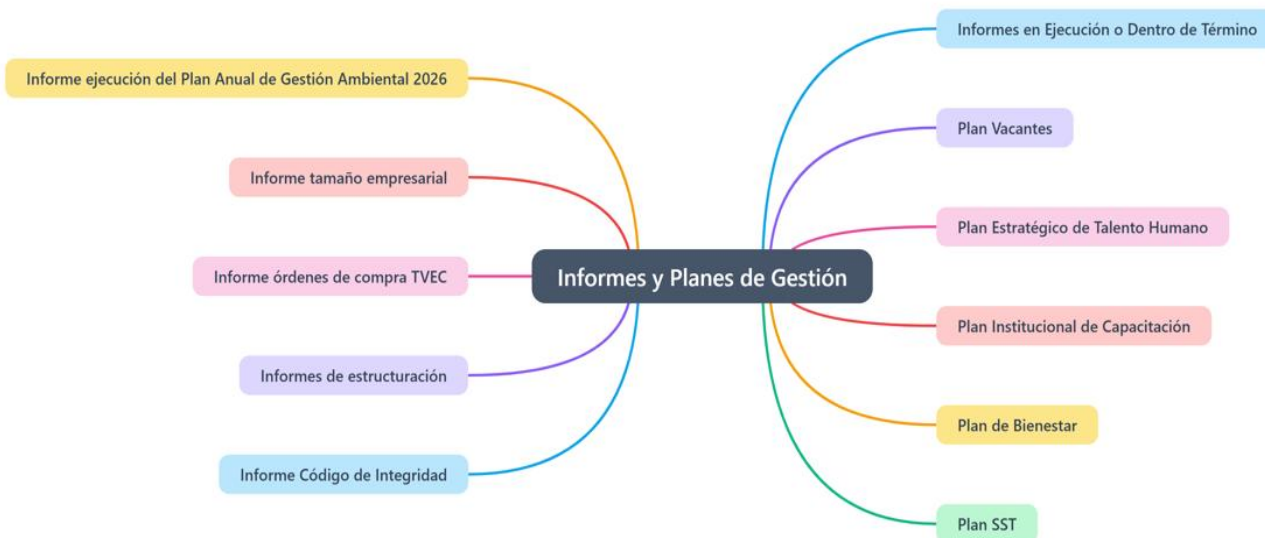 Informes y Planes de Gestión
Informes en Ejecución o Dentro de Término
Plan Vacantes
Plan Estratégico de Talento Humano
Plan Institucional de Capacitación
Plan de Bienestar
Plan SST
Informe ejecución del Plan Anual de Gestión Ambiental 2026
Informe tamaño empresarial
Informe órdenes de compra TVEC
Informes de estructuración
Informe Código de Integridad